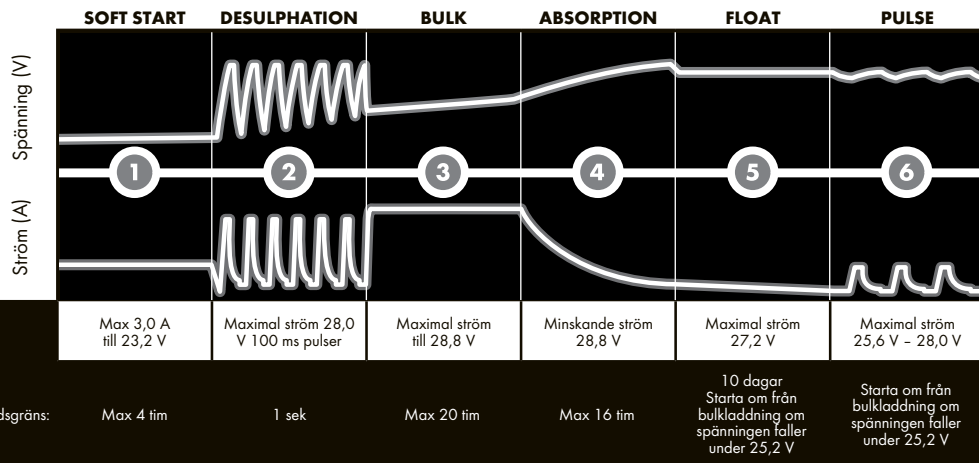 SOFT START
DESULPHATION
BULK
ABSORPTION
FLOAT
PULSE
Spänning (V)
1
2
3
4
5
6
Ström (A)
Max 3,0 A
till 23,2 V
Maximal ström 28,0
V 100 ms pulser
Maximal ström
till 28,8 V
Minskande ström
28,8 V
Maximal ström
27,2 V
Maximal ström
25,6 V – 28,0 V
dsgräns:
Max 4 tim
1 sek
Max 20 tim
Max 16 tim
10 dagar
Starta om från
bulkladdning om
spänningen faller
under 25,2 V
Starta om från
bulkladdning om
spänningen faller
under 25,2 V